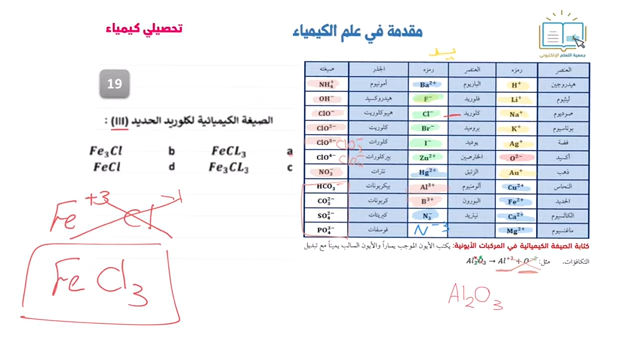 تحصيلي كيمياء
مقدمة في علم الكيمياء
جمعية التعلم الإلكتروني
19
الصيغة الكيميائية لكلوريد الحديد (III) :
a FeCL₃ b Fe₃Cl
c Fe₃CL₃ d FeCl
Fe +3 Cl -1
FeCl₃
العنصر رمزه العنصر رمزه الجذر صيغته
هيدروجين H⁺ الباريوم Ba²⁺ أمونيوم NH₄⁺
ليثيوم Li⁺ فلوريد F⁻ هيدروكسيد OH⁻
صوديوم Na⁺ كلوريد Cl⁻ هيبوكلوريت ClO⁻
بوتاسيوم K⁺ بروميد Br⁻ كلوريت ClO²⁻
فضة Ag⁺ يوديد I⁻ كلورات ClO³⁻
أكسيد O²⁻ الخارصين Zn²⁺ بيركلورات ClO⁴⁻
ذهب Au⁺ الزئبق Hg²⁺ نترات NO₃⁻
النحاس Cu²⁺ ألومنيوم Al³⁺ بيكربونات HCO₃⁻
الحديد Fe²⁺ البورون B³⁺ كربونات CO₃²⁻
الكالسيوم Ca²⁺ نيتريد N₃⁻ كبريتات SO₄²⁻
ماغنسيوم Mg²⁺ N⁻³ فوسفات PO₄³⁻
كتابة الصيغة الكيميائية في المركبات الأيونية: يكتب الأيون الموجب يساراً والأيون السالب يميناً مع تبديل
التكافؤات. مثل: Al₂O₃ → Al⁺³ + O⁻²
Al₂O₃